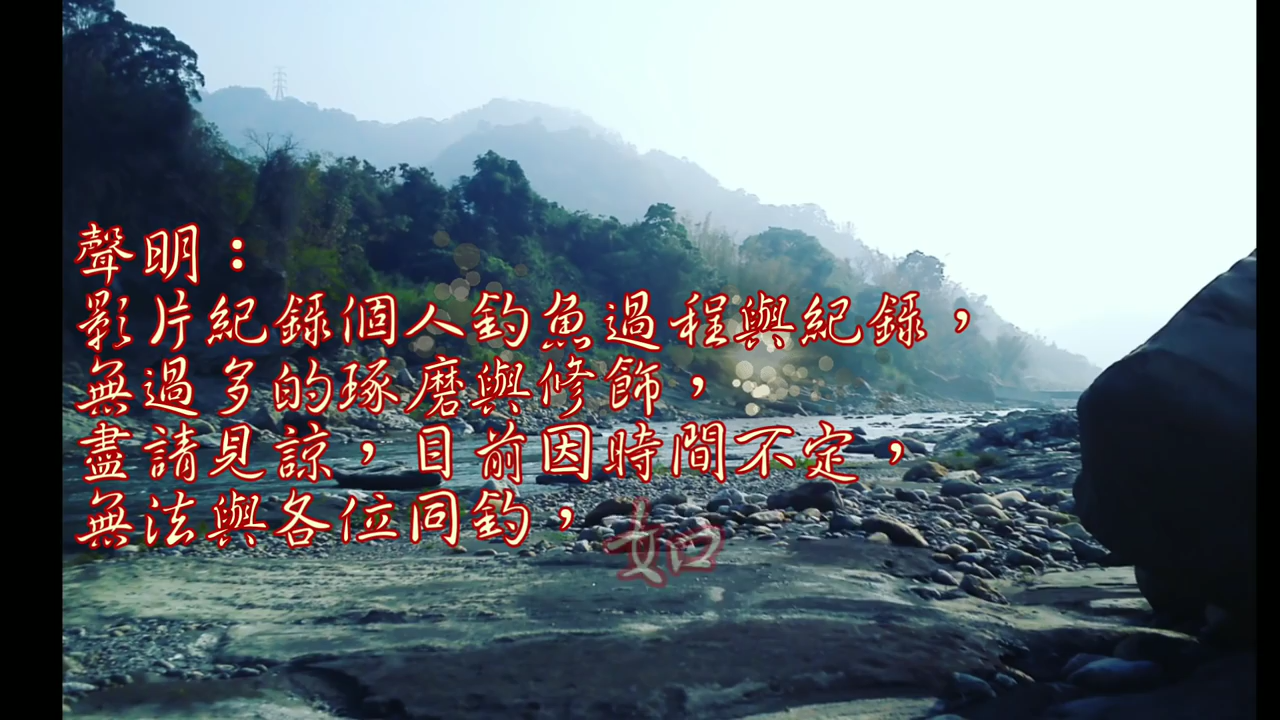 聲明：
影片紀錄個人釣魚過程與紀錄，
無過多的琢磨與修飾，
盡請見諒，目前因時間不定，
無法與各位同釣，如